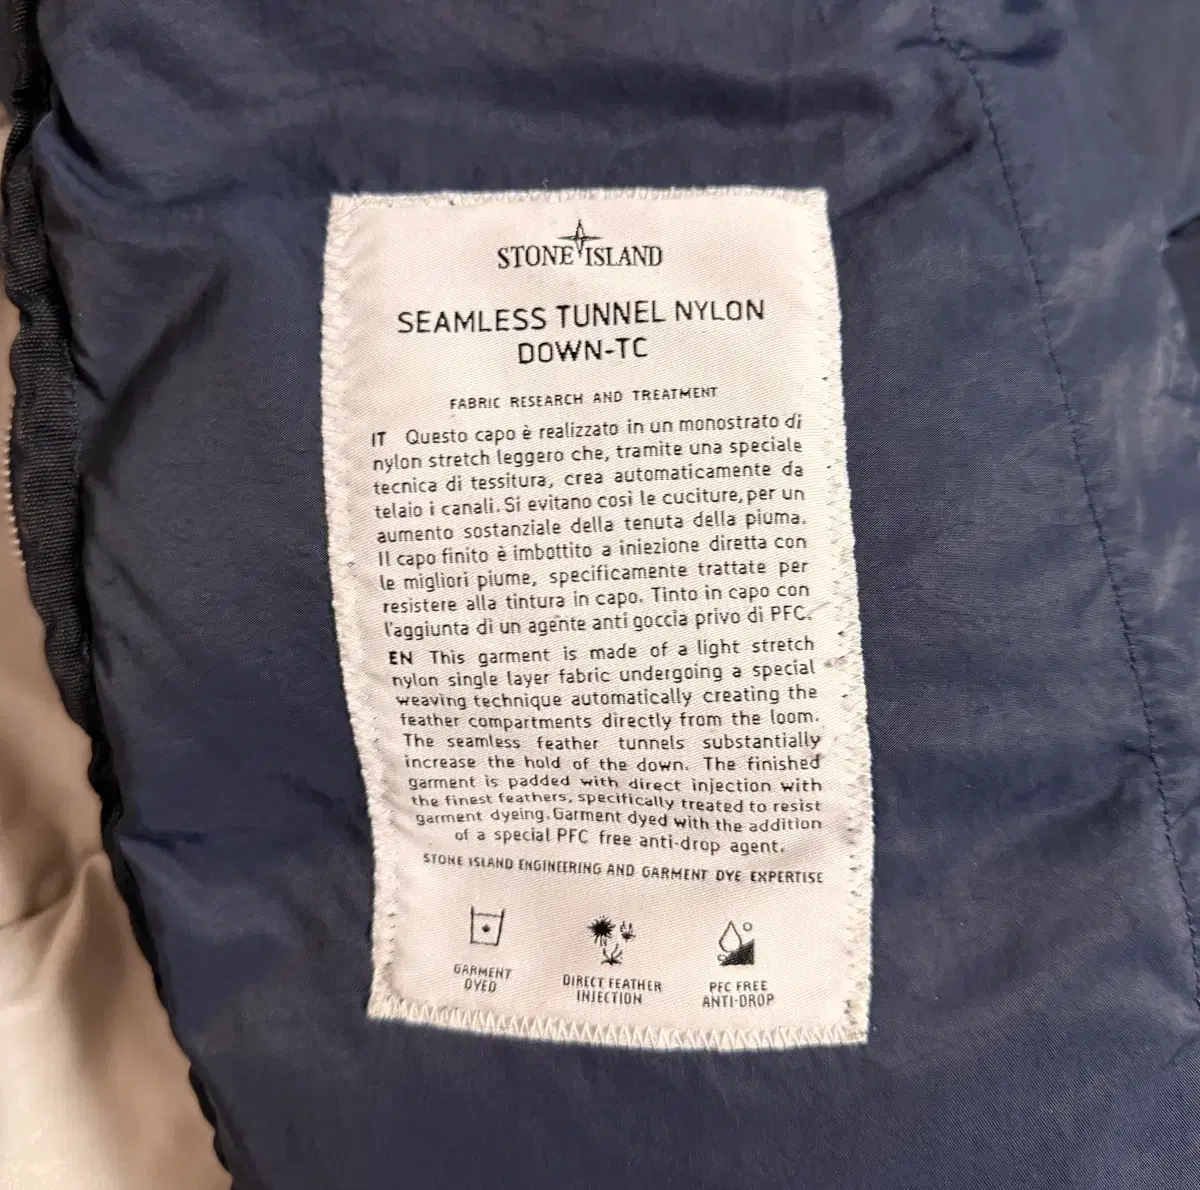 STONE ISLAND
SEAMLESS TUNNEL NYLON
DOWN-TC
FABRIC RESEARCH AND TREATMENT
IT Questo capo è realizzato in un monostrato di
nylon stretch leggero che, tramite una speciale
tecnica di tessitura, crea automaticamente da
telaio i canali. Si evitano così le cuciture, per un
aumento sostanziale della tenuta della piuma.
Il capo finito è imbottito a iniezione diretta con
le migliori piume, specificamente trattate per
resistere alla tintura in capo. Tinto in capo con
l'aggiunta di un agente anti goccia privo di PFC.
EN This garment is made of a light stretch
nylon single layer fabric undergoing a special
weaving technique automatically creating the
feather compartments directly from the loom.
The seamless feather tunnels substantially
increase the hold of the down. The finished
garment is padded with direct injection with
the finest feathers, specifically treated to resist
garment dyeing. Garment dyed with the addition
of a special PFC free anti-drop agent.
STONE ISLAND ENGINEERING AND GARMENT DYE EXPERTISE
GARMENT
DYED
DIRECT FEATHER
INJECTION
PFC FREE
ANTI-DROP